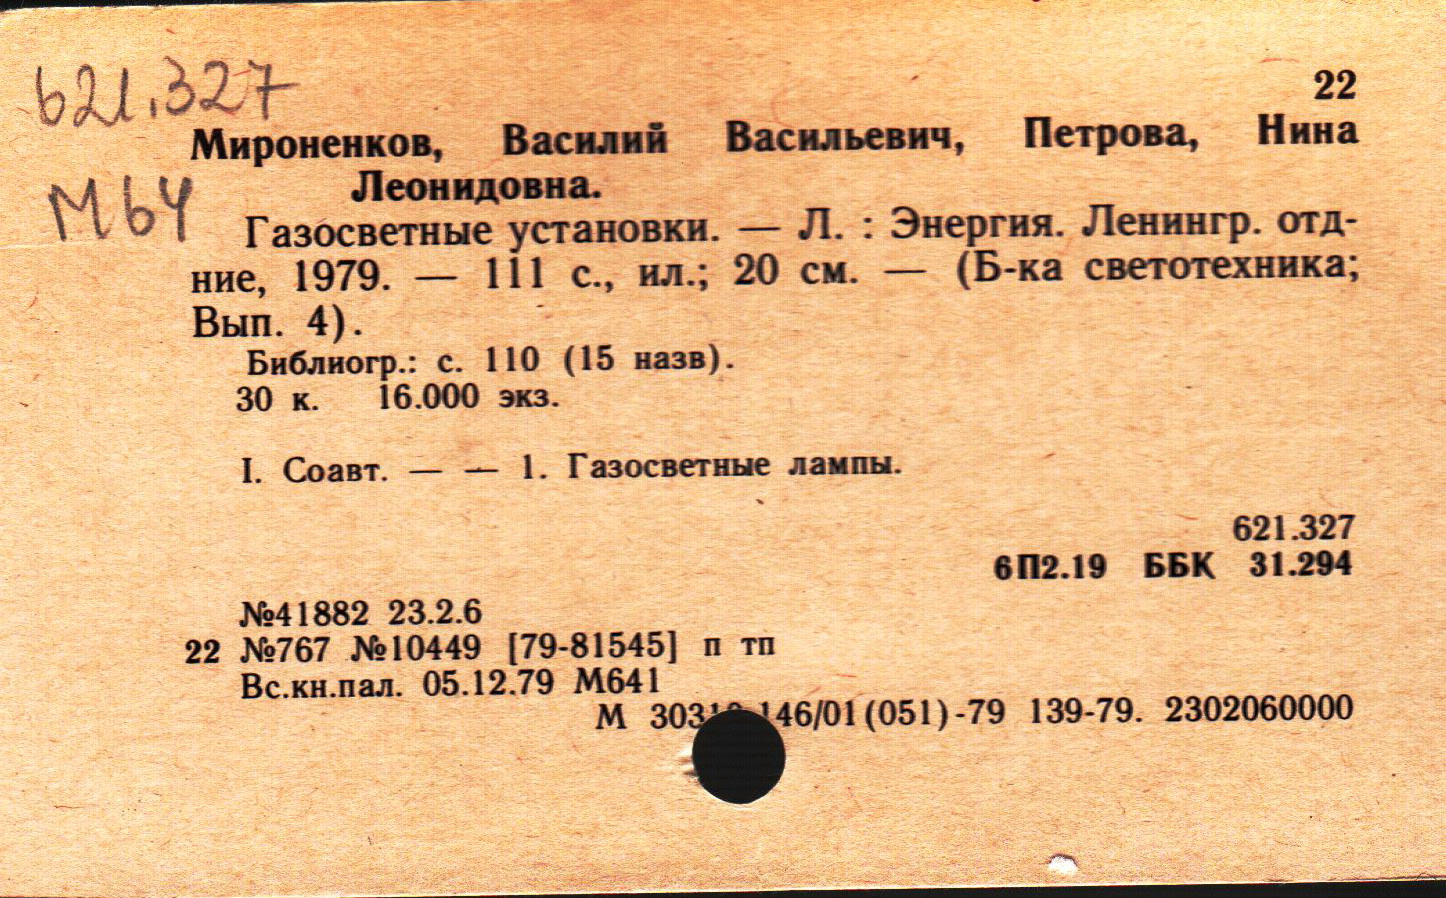 621.327
22
Мироненков, Василий Васильевич, Петрова, Нина
Леонидовна.
М64
Газосветные установки. — Л. : Энергия. Ленингр. отд-
ние, 1979. — 111 с., ил.; 20 см. — (Б-ка светотехника;
Вып. 4).
Библиогр.: с. 110 (15 назв).
30 к. 16.000 экз.
I. Соавт. — — 1. Газосветные лампы.
621.327
6П2.19 ББК 31.294
№41882 23.2.6
22 №767 №10449 [79-81545] п тп
Вс.кн.пал. 05.12.79 М641
М 146/01(051)-79 139-79. 2302060000